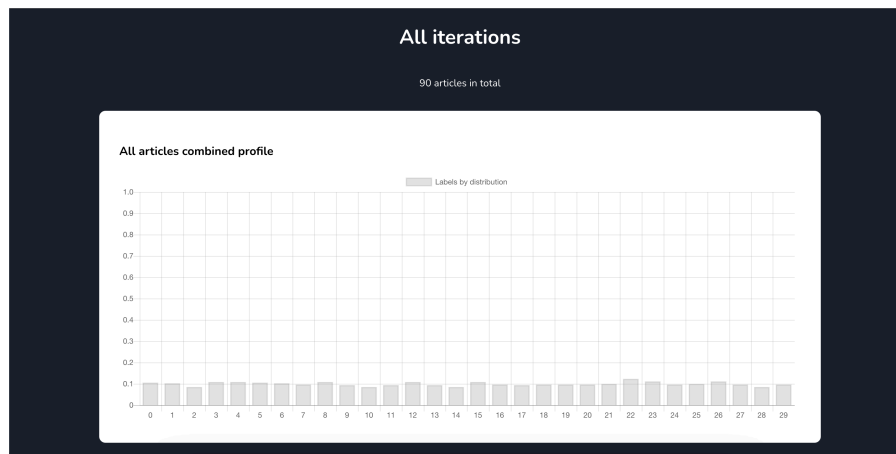 All iterations
90 articles in total
All articles combined profile
Labels by distribution
1.0
0.9
0.8
0.7
0.6
0.5
0.4
0.3
0.2
0.1
0
0 1 2 3 4 5 6 7 8 9 10 11 12 13 14 15 16 17 18 19 20 21 22 23 24 25 26 27 28 29